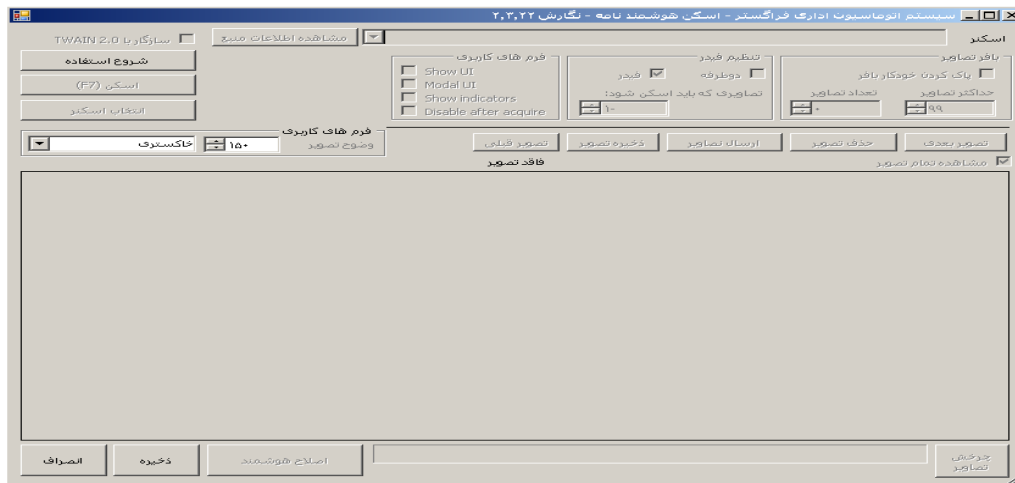 سیستم اتوماسیون اداری فراگستر - اسکن هوشمند نامه - نگارش ۲,۳,۲۲
اسکنر
مشاهده اطلاعات منبع
سازگار با TWAIN 2.0
بافر تصاویر
پاک کردن خودکار بافر
حداکثر تصاویر
تعداد تصاویر
۹۹
۰
تنظیم فیدر
دوطرفه
فیدر
تصاویری که باید اسکن شود:
۱-
فرم های کاربری
Show UI
Modal UI
Show indicators
Disable after acquire
شروع استفاده
اسکن (F7)
انتخاب اسکنر
تصویر بعدی
حذف تصویر
ارسال تصاویر
ذخیره تصویر
تصویر قبلی
فرم های کاربری
وضوح تصویر
۱۵۰
خاکستری
مشاهده تمام تصویر
فاقد تصویر
چرخش
تصاویر
اصلاح هوشمند
ذخیره
انصراف